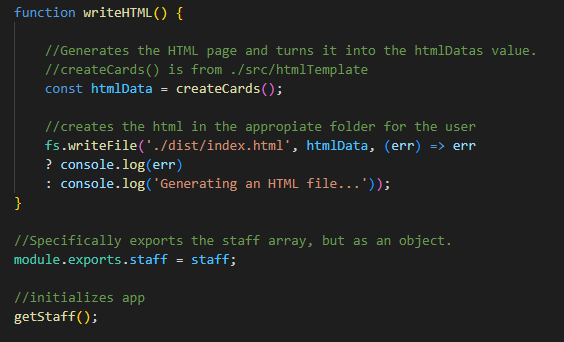 function writeHTML() {
//Generates the HTML page and turns it into the htmlDatas value.
//createCards() is from ./src/htmlTemplate
const htmlData = createCards();
//creates the html in the appropiate folder for the user
fs.writeFile('./dist/index.html', htmlData, (err) => err
? console.log(err)
: console.log('Generating an HTML file...'));
}
//Specifically exports the staff array, but as an object.
module.exports.staff = staff;
//initializes app
getStaff();